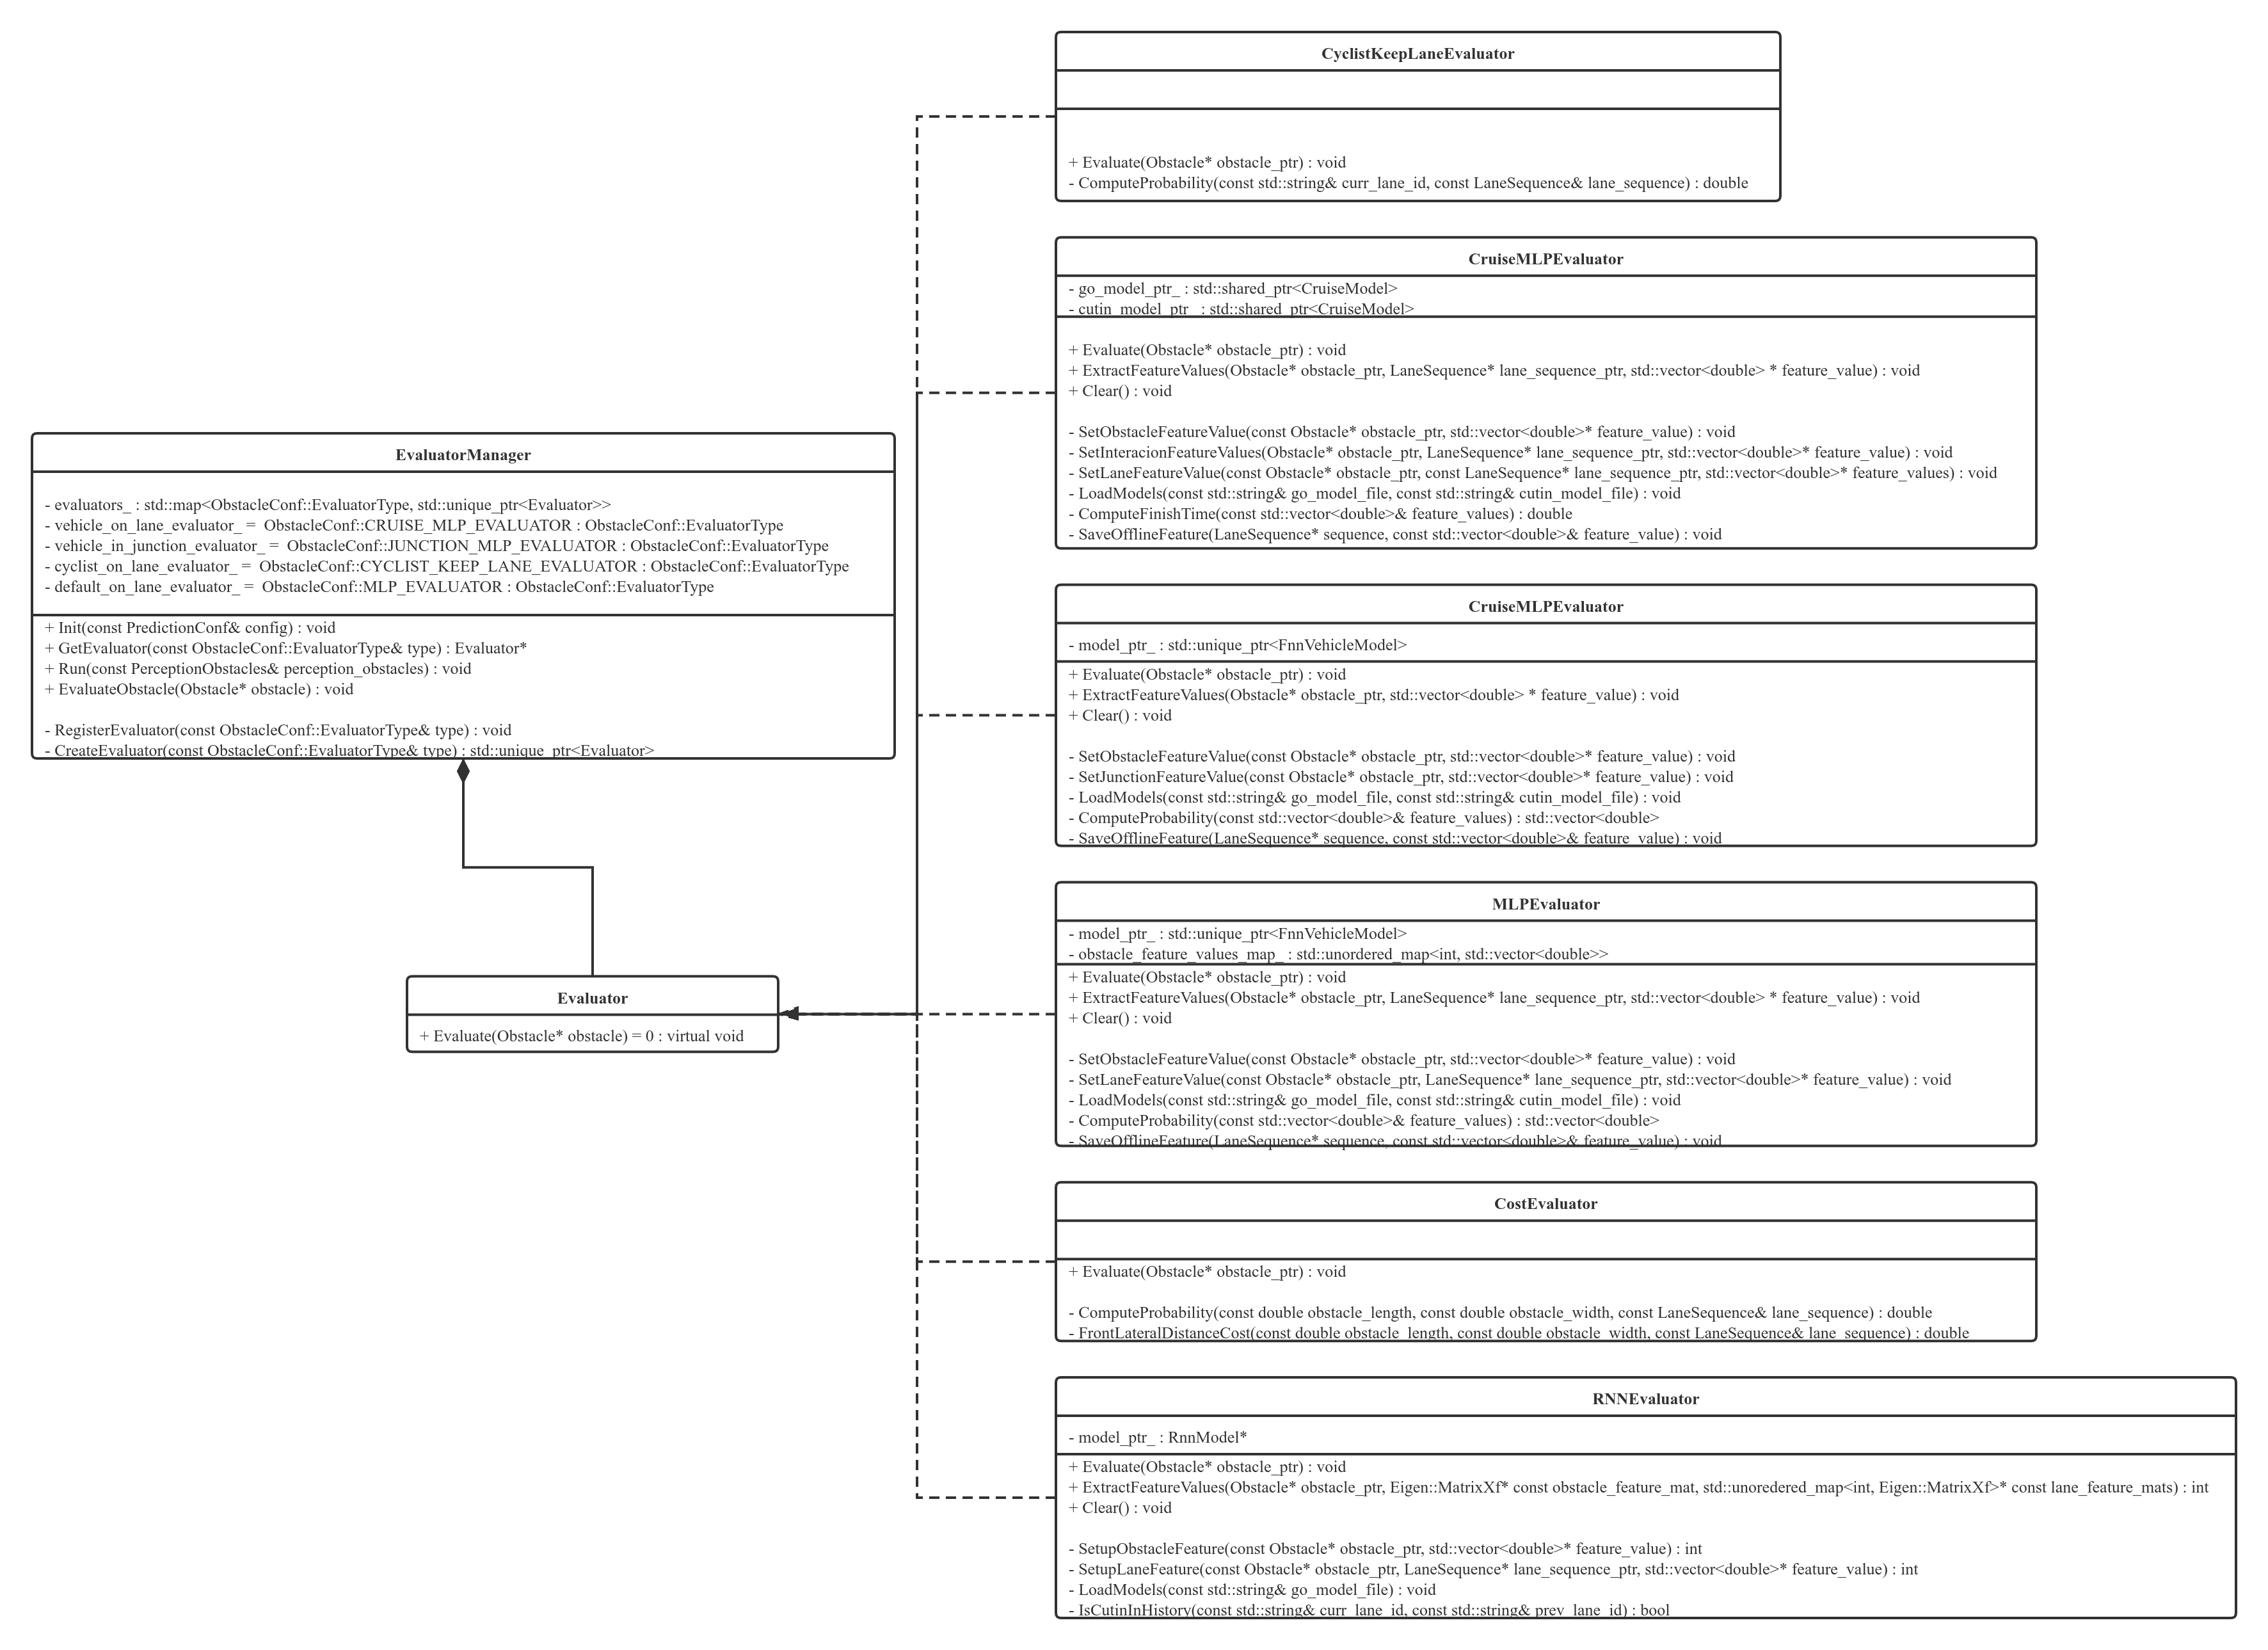 CyclistKeepLaneEvaluator
+ Evaluate(Obstacle* obstacle_ptr) : void
- ComputeProbability(const std::string& curr_lane_id, const LaneSequence& lane_sequence) : double
CruiseMLPEvaluator
- go_model_ptr_ : std::shared_ptr<CruiseModel>
- cutin_model_ptr_ : std::shared_ptr<CruiseModel>
+ Evaluate(Obstacle* obstacle_ptr) : void
+ ExtractFeatureValues(Obstacle* obstacle_ptr, LaneSequence* lane_sequence_ptr, std::vector<double> * feature_value) : void
+ Clear() : void
- SetObstacleFeatureValue(const Obstacle* obstacle_ptr, std::vector<double>* feature_value) : void
- SetInteracionFeatureValues(Obstacle* obstacle_ptr, LaneSequence* lane_sequence_ptr, std::vector<double>* feature_value) : void
- SetLaneFeatureValue(const Obstacle* obstacle_ptr, const LaneSequence* lane_sequence_ptr, std::vector<double>* feature_values) : void
- LoadModels(const std::string& go_model_file, const std::string& cutin_model_file) : void
- ComputeFinishTime(const std::vector<double>& feature_values) : double
- SaveOfflineFeature(LaneSequence* sequence, const std::vector<double>& feature_value) : void
EvaluatorManager
- evaluators_ : std::map<ObstacleConf::EvaluatorType, std::unique_ptr<Evaluator>>
- vehicle_on_lane_evaluator_ = ObstacleConf::CRUISE_MLP_EVALUATOR : ObstacleConf::EvaluatorType
- vehicle_in_junction_evaluator_ = ObstacleConf::JUNCTION_MLP_EVALUATOR : ObstacleConf::EvaluatorType
- cyclist_on_lane_evaluator_ = ObstacleConf::CYCLIST_KEEP_LANE_EVALUATOR : ObstacleConf::EvaluatorType
- default_on_lane_evaluator_ = ObstacleConf::MLP_EVALUATOR : ObstacleConf::EvaluatorType
+ Init(const PredictionConf& config) : void
+ GetEvaluator(const ObstacleConf::EvaluatorType& type) : Evaluator*
+ Run(const PerceptionObstacles& perception_obstacles) : void
+ EvaluateObstacle(Obstacle* obstacle) : void
- RegisterEvaluator(const ObstacleConf::EvaluatorType& type) : void
- CreateEvaluator(const ObstacleConf::EvaluatorType& type) : std::unique_ptr<Evaluator>
CruiseMLPEvaluator
- model_ptr_ : std::unique_ptr<FnnVehicleModel>
+ Evaluate(Obstacle* obstacle_ptr) : void
+ ExtractFeatureValues(Obstacle* obstacle_ptr, std::vector<double> * feature_value) : void
+ Clear() : void
- SetObstacleFeatureValue(const Obstacle* obstacle_ptr, std::vector<double>* feature_value) : void
- SetJunctionFeatureValue(const Obstacle* obstacle_ptr, std::vector<double>* feature_value) : void
- LoadModels(const std::string& go_model_file, const std::string& cutin_model_file) : void
- ComputeProbability(const std::vector<double>& feature_values) : std::vector<double>
- SaveOfflineFeature(LaneSequence* sequence, const std::vector<double>& feature_value) : void
Evaluator
+ Evaluate(Obstacle* obstacle) = 0 : virtual void
MLPEvaluator
- model_ptr_ : std::unique_ptr<FnnVehicleModel>
- obstacle_feature_values_map_ : std::unordered_map<int, std::vector<double>>
+ Evaluate(Obstacle* obstacle_ptr) : void
+ ExtractFeatureValues(Obstacle* obstacle_ptr, LaneSequence* lane_sequence_ptr, std::vector<double> * feature_value) : void
+ Clear() : void
- SetObstacleFeatureValue(const Obstacle* obstacle_ptr, std::vector<double>* feature_value) : void
- SetLaneFeatureValue(const Obstacle* obstacle_ptr, LaneSequence* lane_sequence_ptr, std::vector<double>* feature_value) : void
- LoadModels(const std::string& go_model_file, const std::string& cutin_model_file) : void
- ComputeProbability(const std::vector<double>& feature_values) : std::vector<double>
- SaveOfflineFeature(LaneSequence* sequence, const std::vector<double>& feature_value) : void
CostEvaluator
+ Evaluate(Obstacle* obstacle_ptr) : void
- ComputeProbability(const double obstacle_length, const double obstacle_width, const LaneSequence& lane_sequence) : double
- FrontLateralDistanceCost(const double obstacle_length, const double obstacle_width, const LaneSequence& lane_sequence) : double
RNNEvaluator
- model_ptr_ : RnnModel*
+ Evaluate(Obstacle* obstacle_ptr) : void
+ ExtractFeatureValues(Obstacle* obstacle_ptr, Eigen::MatrixXf* const obstacle_feature_mat, std::unoredered_map<int, Eigen::MatrixXf>* const lane_feature_mats) : int
+ Clear() : void
- SetupObstacleFeature(const Obstacle* obstacle_ptr, std::vector<double>* feature_value) : int
- SetupLaneFeature(const Obstacle* obstacle_ptr, LaneSequence* lane_sequence_ptr, std::vector<double>* feature_value) : int
- LoadModels(const std::string& go_model_file) : void
- IsCutinInHistory(const std::string& curr_lane_id, const std::string& prev_lane_id) : bool